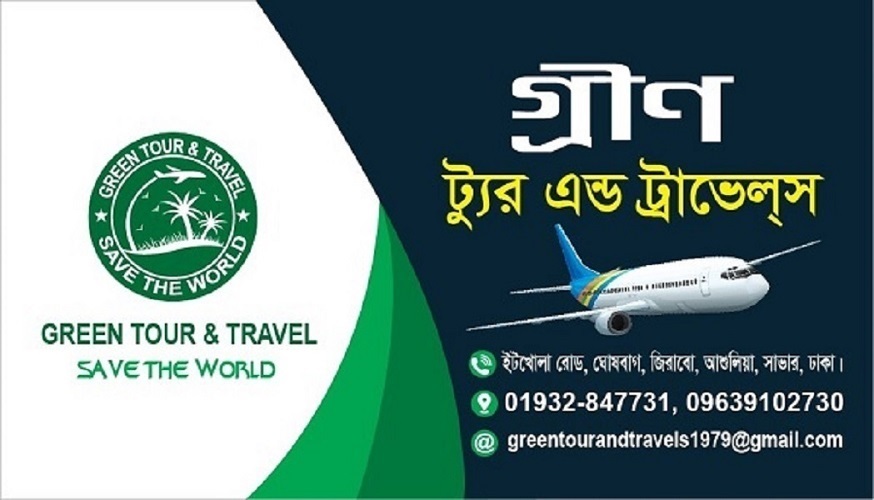 GREEN TOUR & TRAVEL
SAVE THE WORLD
GREEN TOUR & TRAVEL
SAVE THE WORLD
গ্রীণ
ট্যুর এন্ড ট্রাভেল্‌স
ইটখোলা রোড, ঘোষবাগ, জিরাবো, আশুলিয়া, সাভার, ঢাকা।
01932-847731, 09639102730
@ greentourandtravels1979@gmail.com